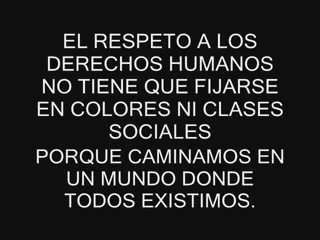 EL RESPETO A LOS
DERECHOS HUMANOS
NO TIENE QUE FIJARSE
EN COLORES NI CLASES
SOCIALES
PORQUE CAMINAMOS EN
UN MUNDO DONDE
TODOS EXISTIMOS.